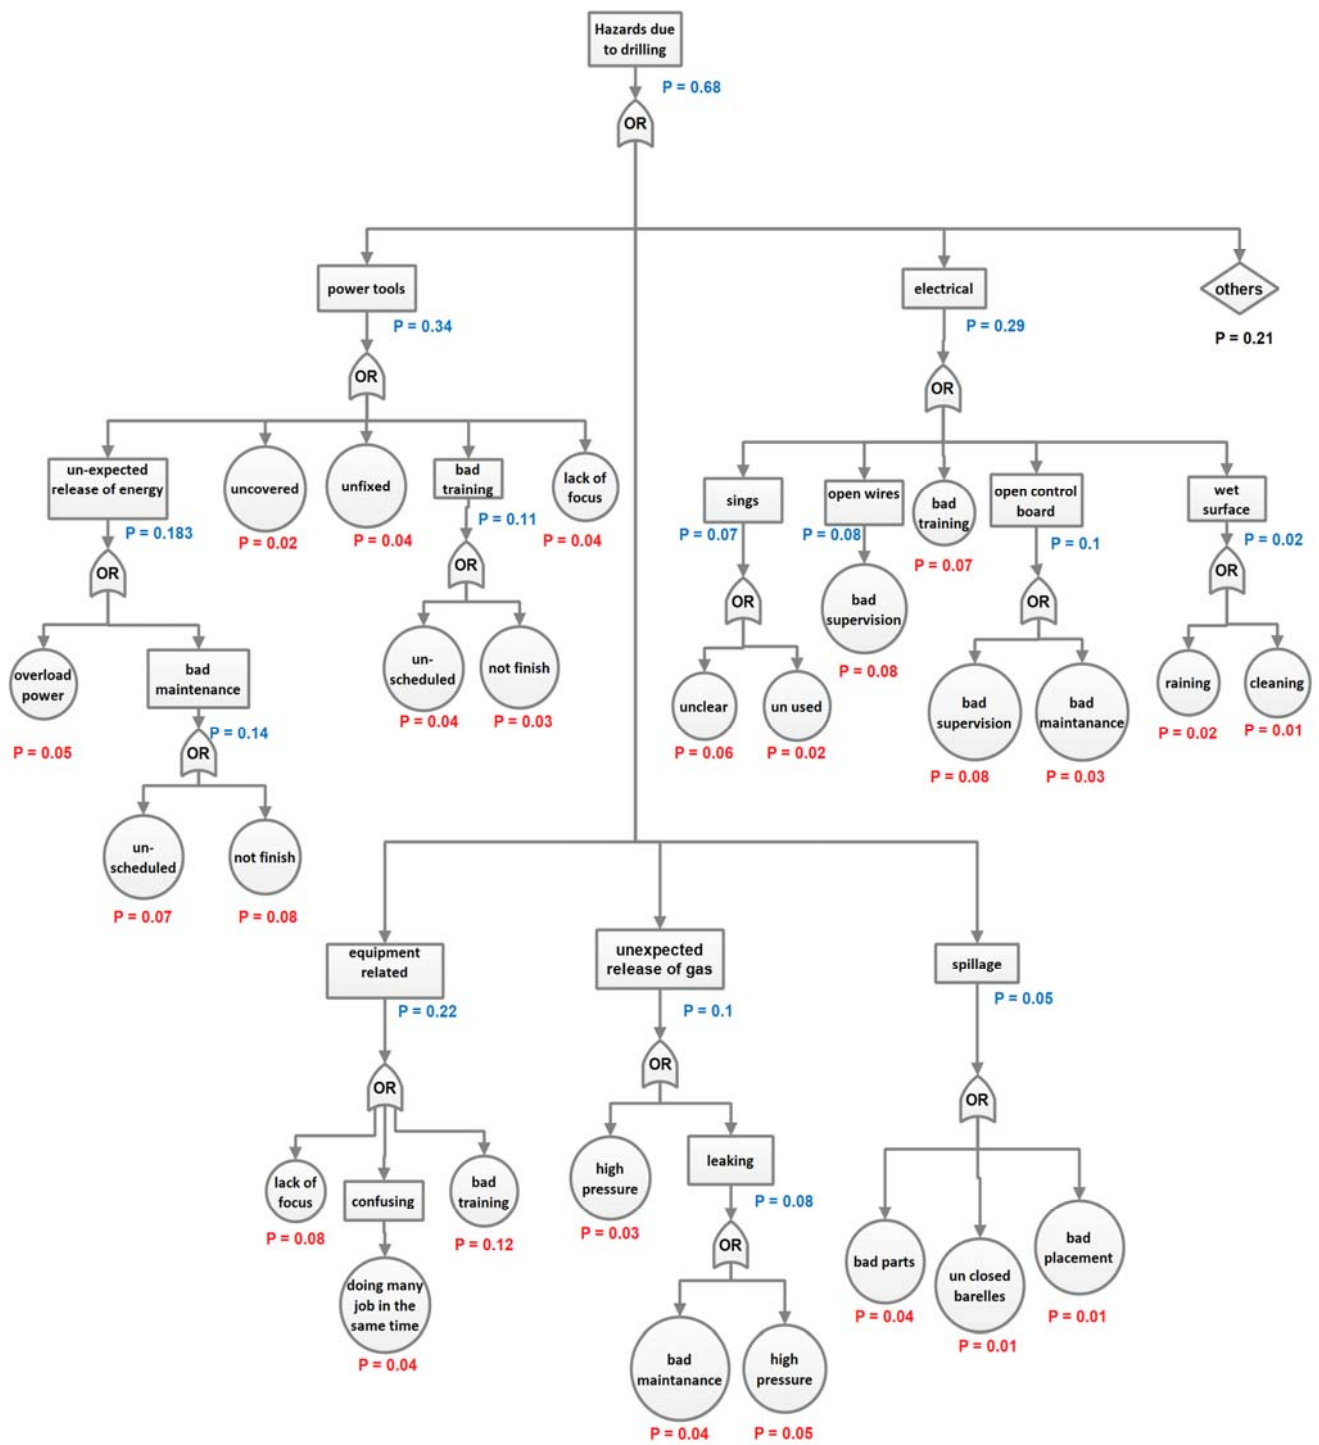 Hazards due
to drilling
P = 0.68
OR
power tools
P = 0.34
OR
electrical
P = 0.29
OR
others
P = 0.21
un-expected
release of energy
P = 0.183
OR
uncovered
P = 0.02
unfixed
P = 0.04
bad
training
P = 0.11
OR
lack of
focus
P = 0.04
overload
power
P = 0.05
bad
maintenance
P = 0.14
OR
un-
scheduled
P = 0.04
not finish
P = 0.03
un-
scheduled
P = 0.07
not finish
P = 0.08
sings
P = 0.07
OR
open wires
P = 0.08
bad
supervision
P = 0.08
bad
training
P = 0.07
open control
board
P = 0.1
OR
wet
surface
P = 0.02
OR
unclear
P = 0.06
un used
P = 0.02
bad
supervision
P = 0.08
bad
maintanance
P = 0.03
raining
P = 0.02
cleaning
P = 0.01
equipment
related
P = 0.22
OR
unexpected
release of gas
P = 0.1
OR
spillage
P = 0.05
OR
lack of
focus
P = 0.08
confusing
doing many
job in the
same time
P = 0.04
bad
training
P = 0.12
high
pressure
P = 0.03
leaking
P = 0.08
OR
bad
maintanance
P = 0.04
high
pressure
P = 0.05
bad parts
P = 0.04
un closed
barelles
P = 0.01
bad
placement
P = 0.01